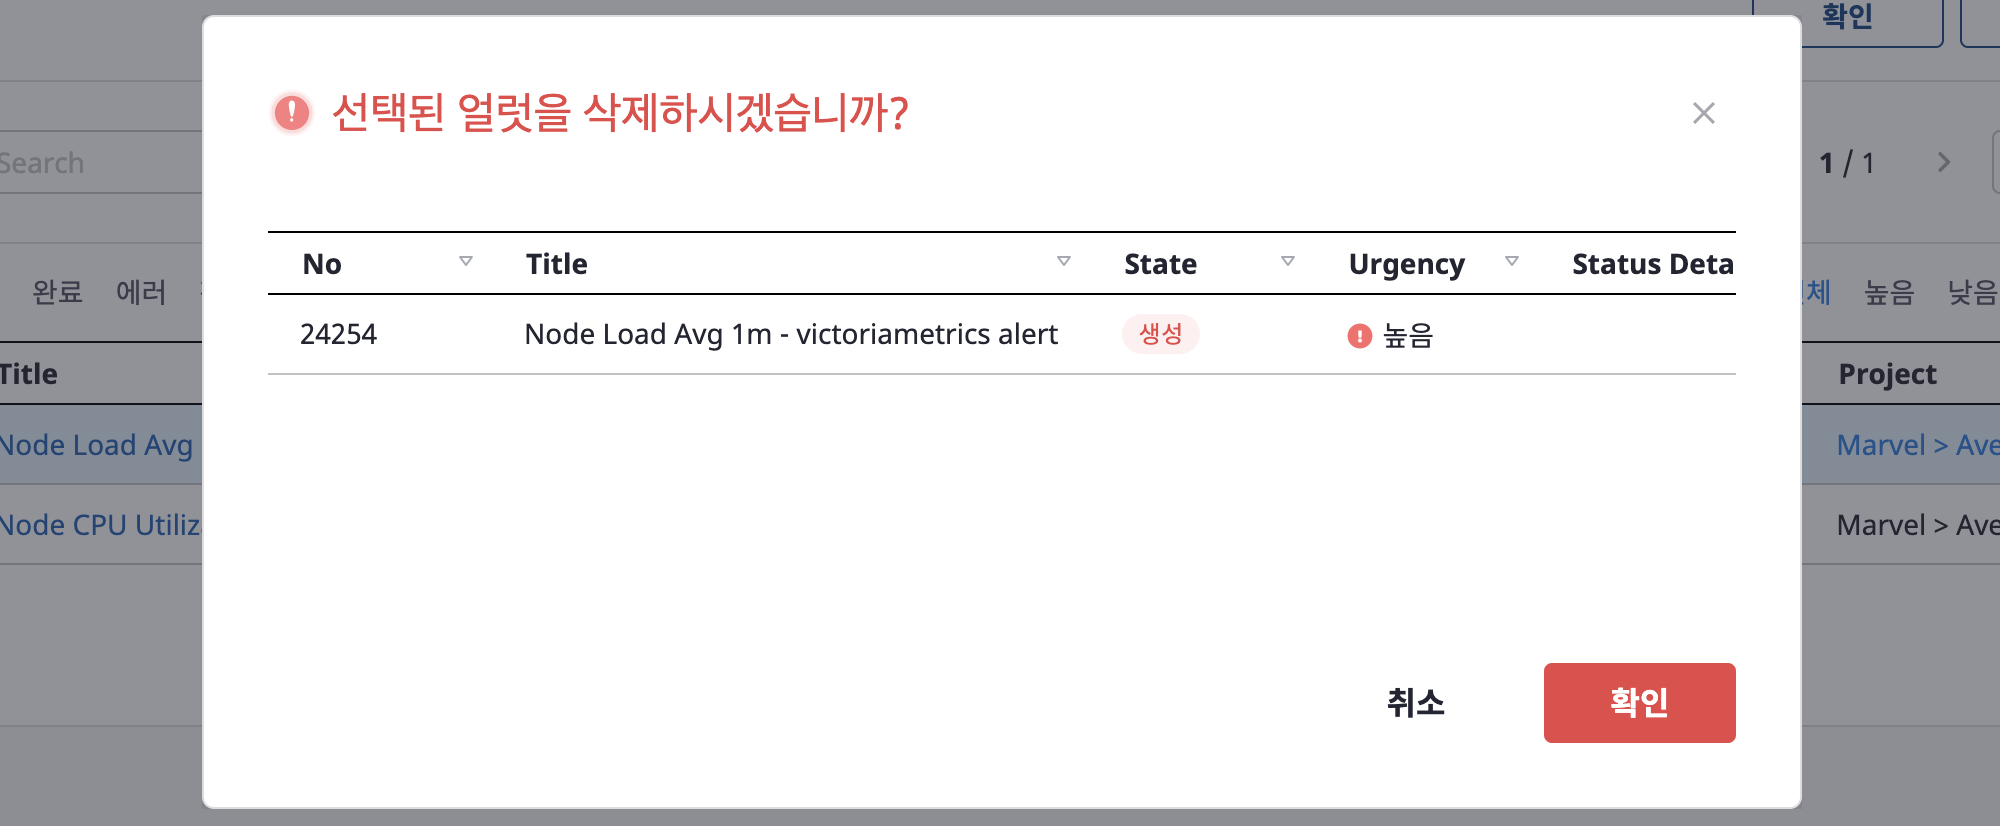 확인
선택된 얼럿을 삭제하시겠습니까?
Search
1 / 1
No Title State Urgency Status Deta
완료 에러
높음 낮음
24254 Node Load Avg 1m - victoriametrics alert 생성 높음
Title Project
Node Load Avg Marvel > Ave
Node CPU Utiliz Marvel > Ave
취소 확인